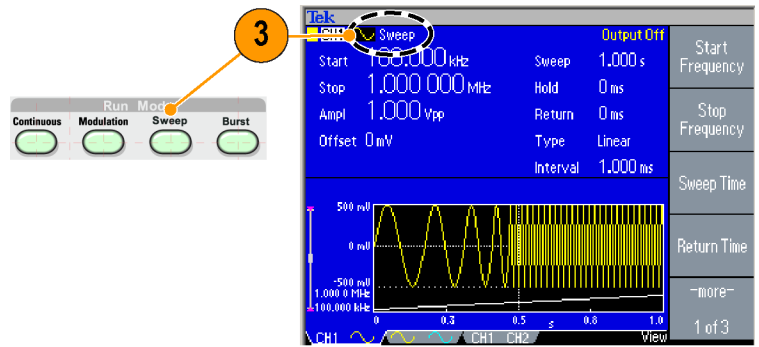 3
Run Mode
Continuous Modulation Sweep Burst
Tek
CH1 Sweep Output Off
Start 100.000 kHz Sweep 1.000 s
Stop 1.000 000 MHz Hold 0 ms
Ampl 1.000 Vpp Return 0 ms
Offset 0 mV Type Linear
Interval 1.000 ms
Start
Frequency
Stop
Frequency
Sweep Time
Return Time
-more-
1 of 3
500 mV
0 mV
-500 mV
1.000 0 MHz
100.000 kHz
0 0.3 0.5 s 0.8 1.0
CH1 CH1 CH2 View